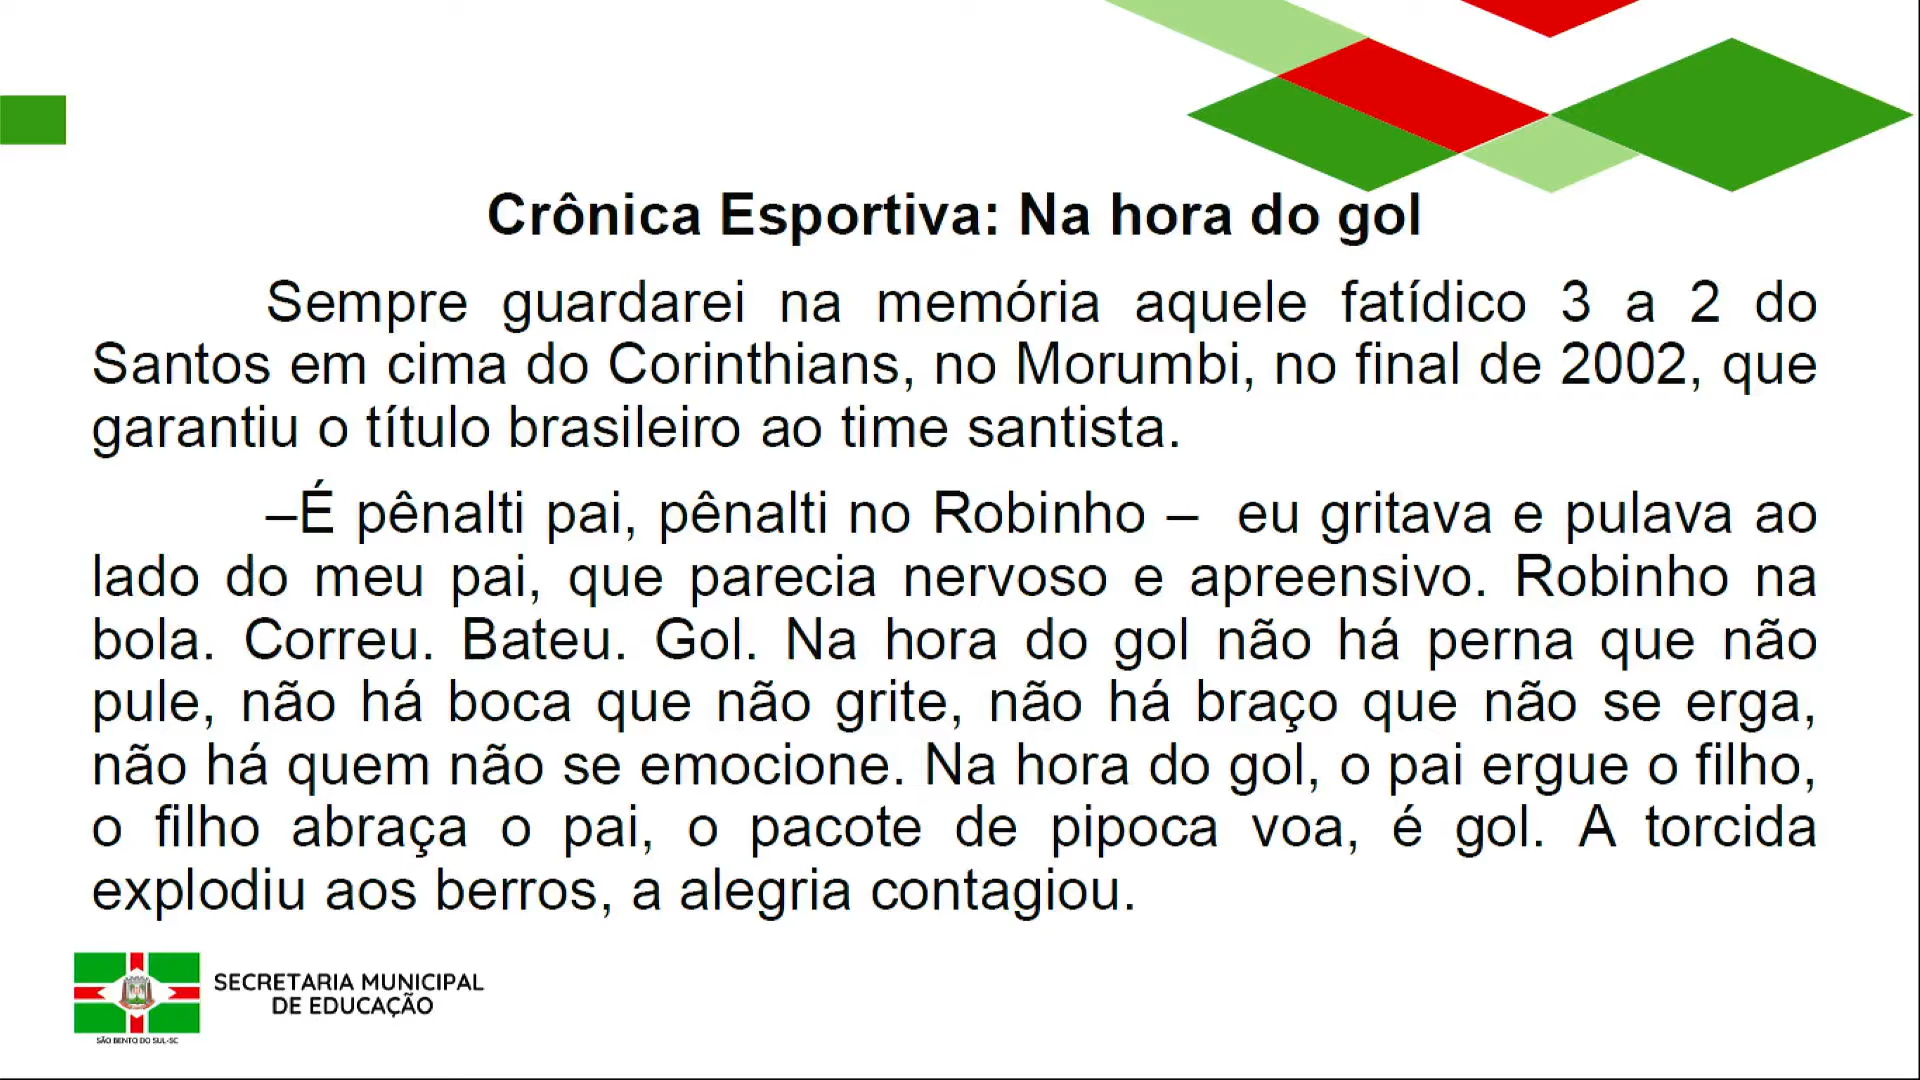 Crônica Esportiva: Na hora do gol
Sempre guardarei na memória aquele fatídico 3 a 2 do
Santos em cima do Corinthians, no Morumbi, no final de 2002, que
garantiu o título brasileiro ao time santista.
–É pênalti pai, pênalti no Robinho – eu gritava e pulava ao
lado do meu pai, que parecia nervoso e apreensivo. Robinho na
bola. Correu. Bateu. Gol. Na hora do gol não há perna que não
pule, não há boca que não grite, não há braço que não se erga,
não há quem não se emocione. Na hora do gol, o pai ergue o filho,
o filho abraça o pai, o pacote de pipoca voa, é gol. A torcida
explodiu aos berros, a alegria contagiou.
SECRETARIA MUNICIPAL
DE EDUCAÇÃO
SÃO BENTO DO SUL-SC